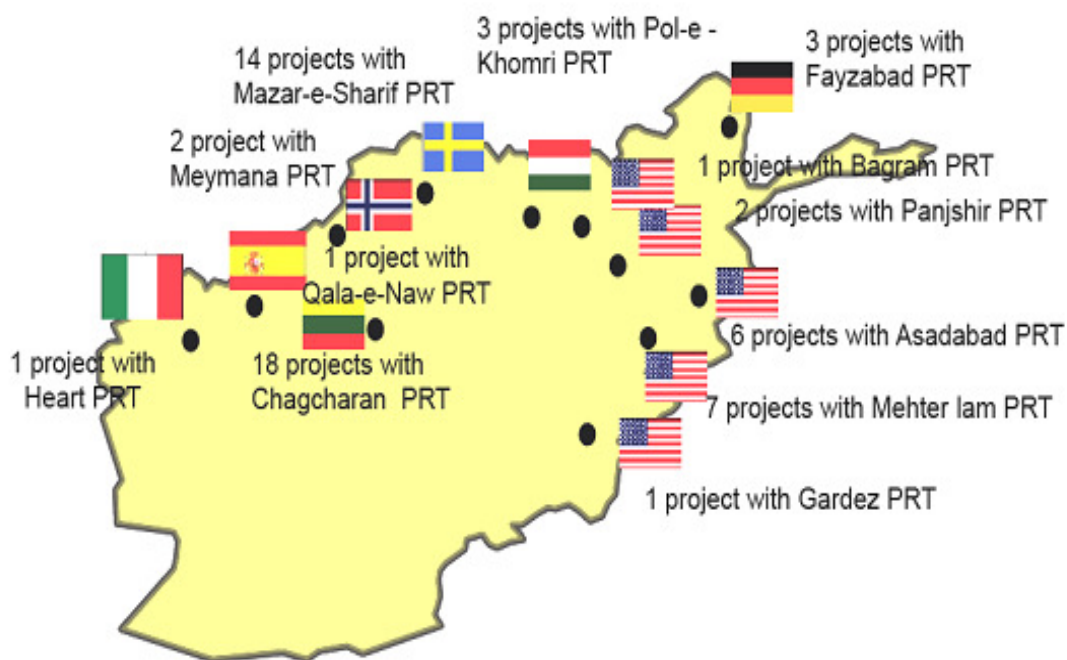 3 projects with Pol-e -
Khomri PRT
3 projects with
Fayzabad PRT
14 projects with
Mazar-e-Sharif PRT
2 project with
Meymana PRT
1 project with Bagram PRT
2 projects with Panjshir PRT
1 project with
Qala-e-Naw PRT
6 projects with Asadabad PRT
1 project with
Heart PRT
18 projects with
Chagcharan PRT
7 projects with Mehter lam PRT
1 project with Gardez PRT